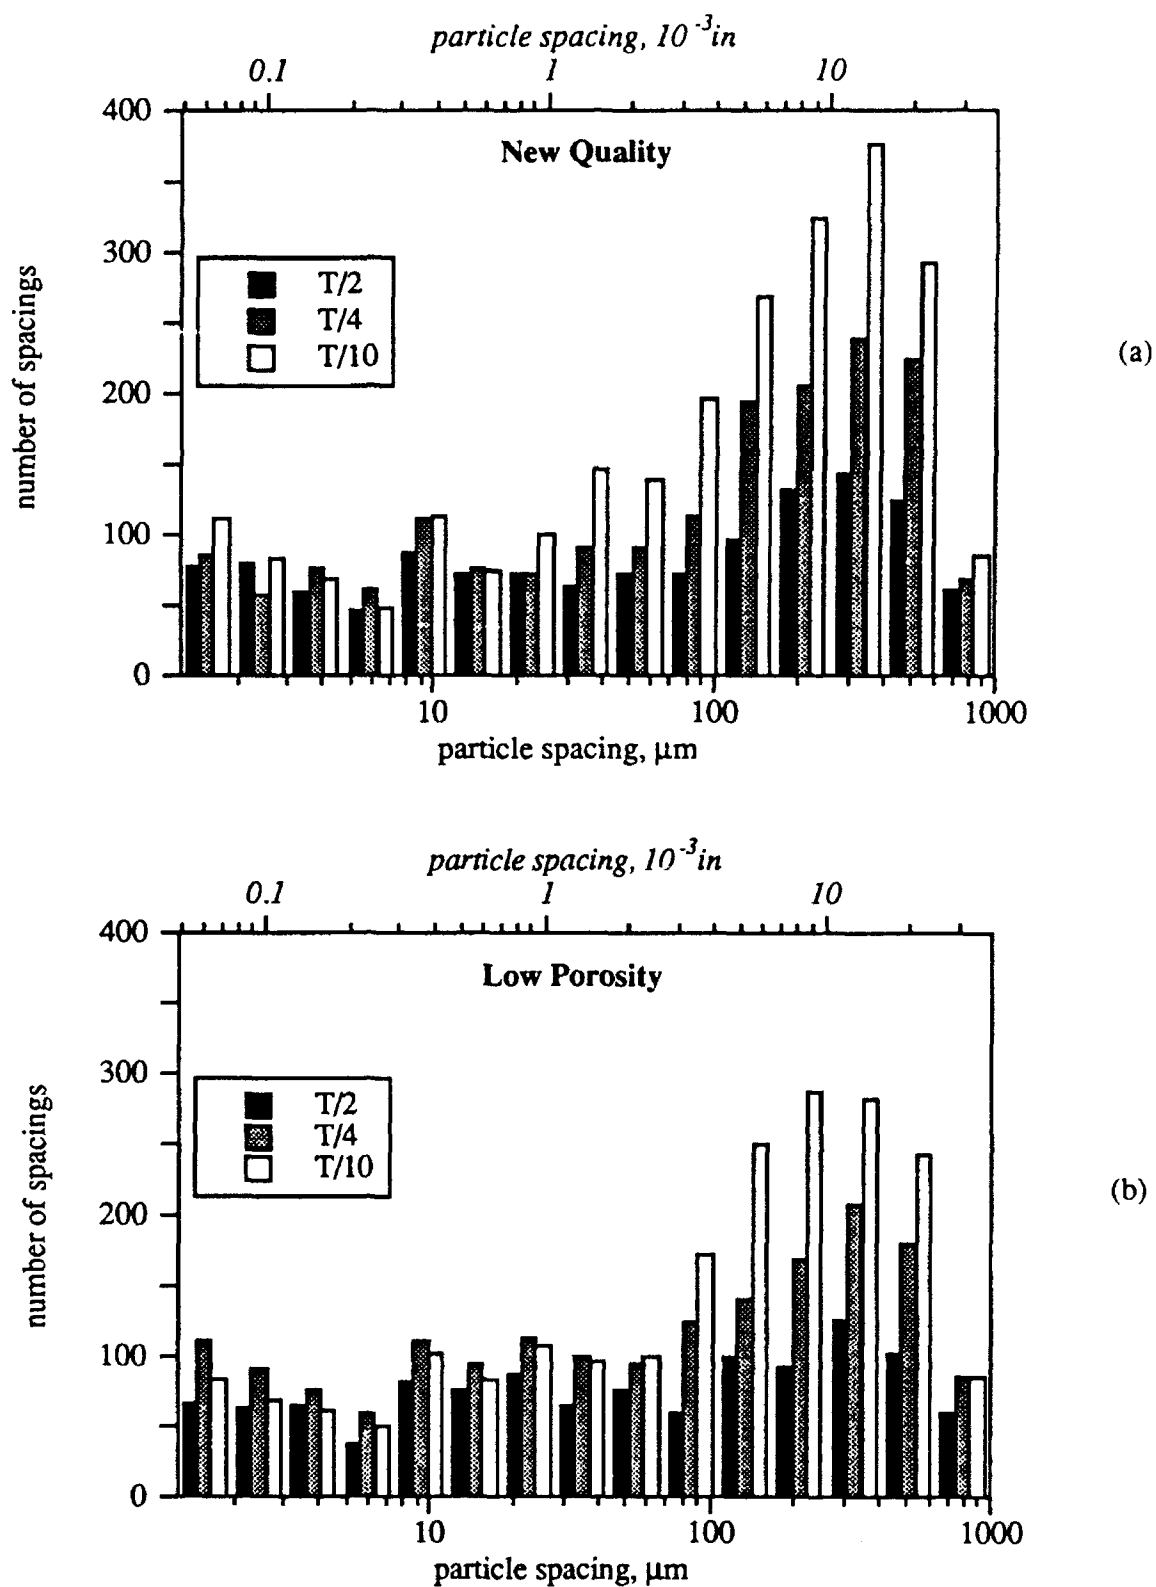 particle spacing, 10⁻³in
0.1 1 10
400
New Quality
300
T/2
T/4
T/10
(a)
200
number of spacings
100
0
10 100 1000
particle spacing, µm
particle spacing, 10⁻³in
0.1 1 10
400
Low Porosity
300
T/2
T/4
T/10
(b)
200
number of spacings
100
0
10 100 1000
particle spacing, µm